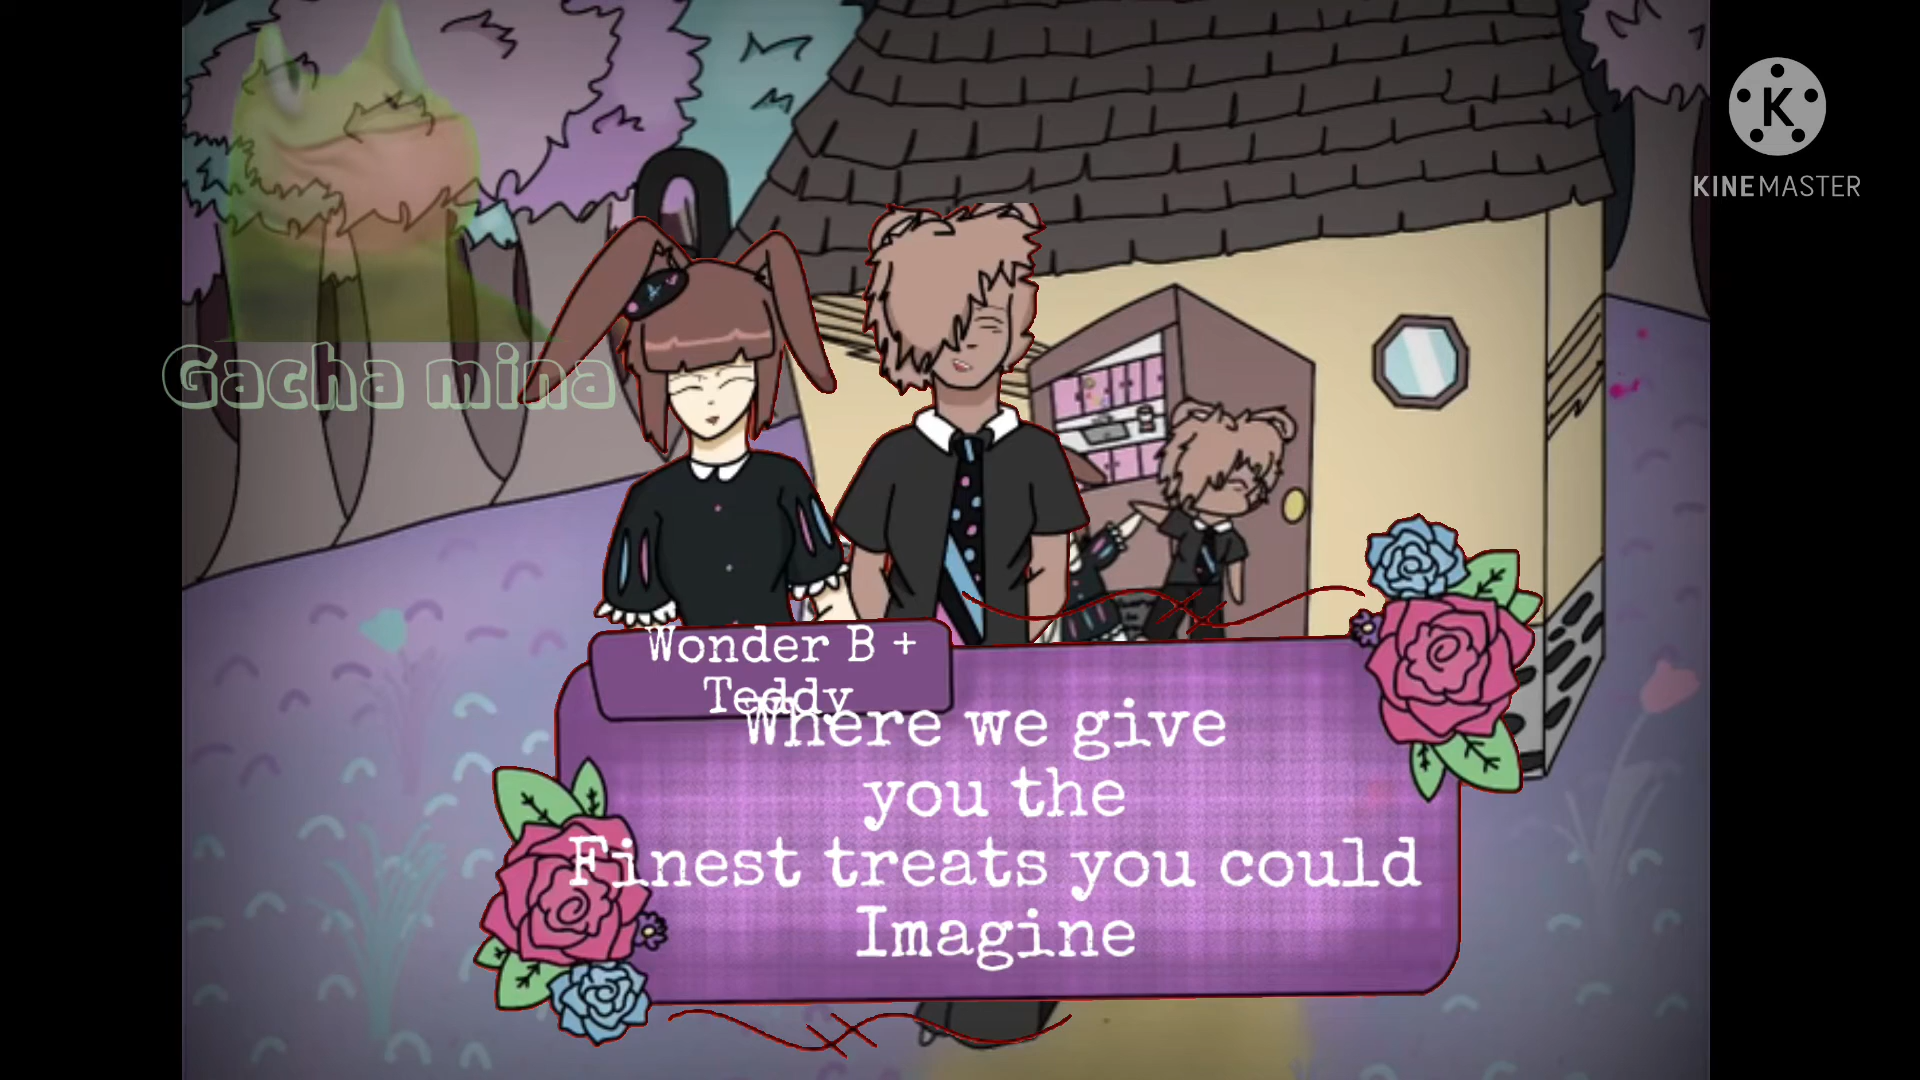 K
KINEMASTER
Gacha mina
Wonder B +
Teddy
Where we give
you the
Finest treats you could
Imagine